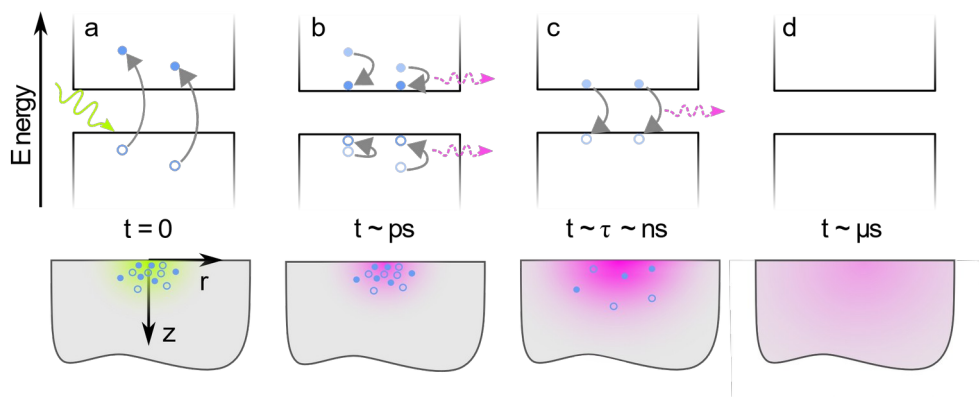 Energy
a
b
c
d
t = 0
t ~ ps
t ~ τ ~ ns
t ~ µs
r
z